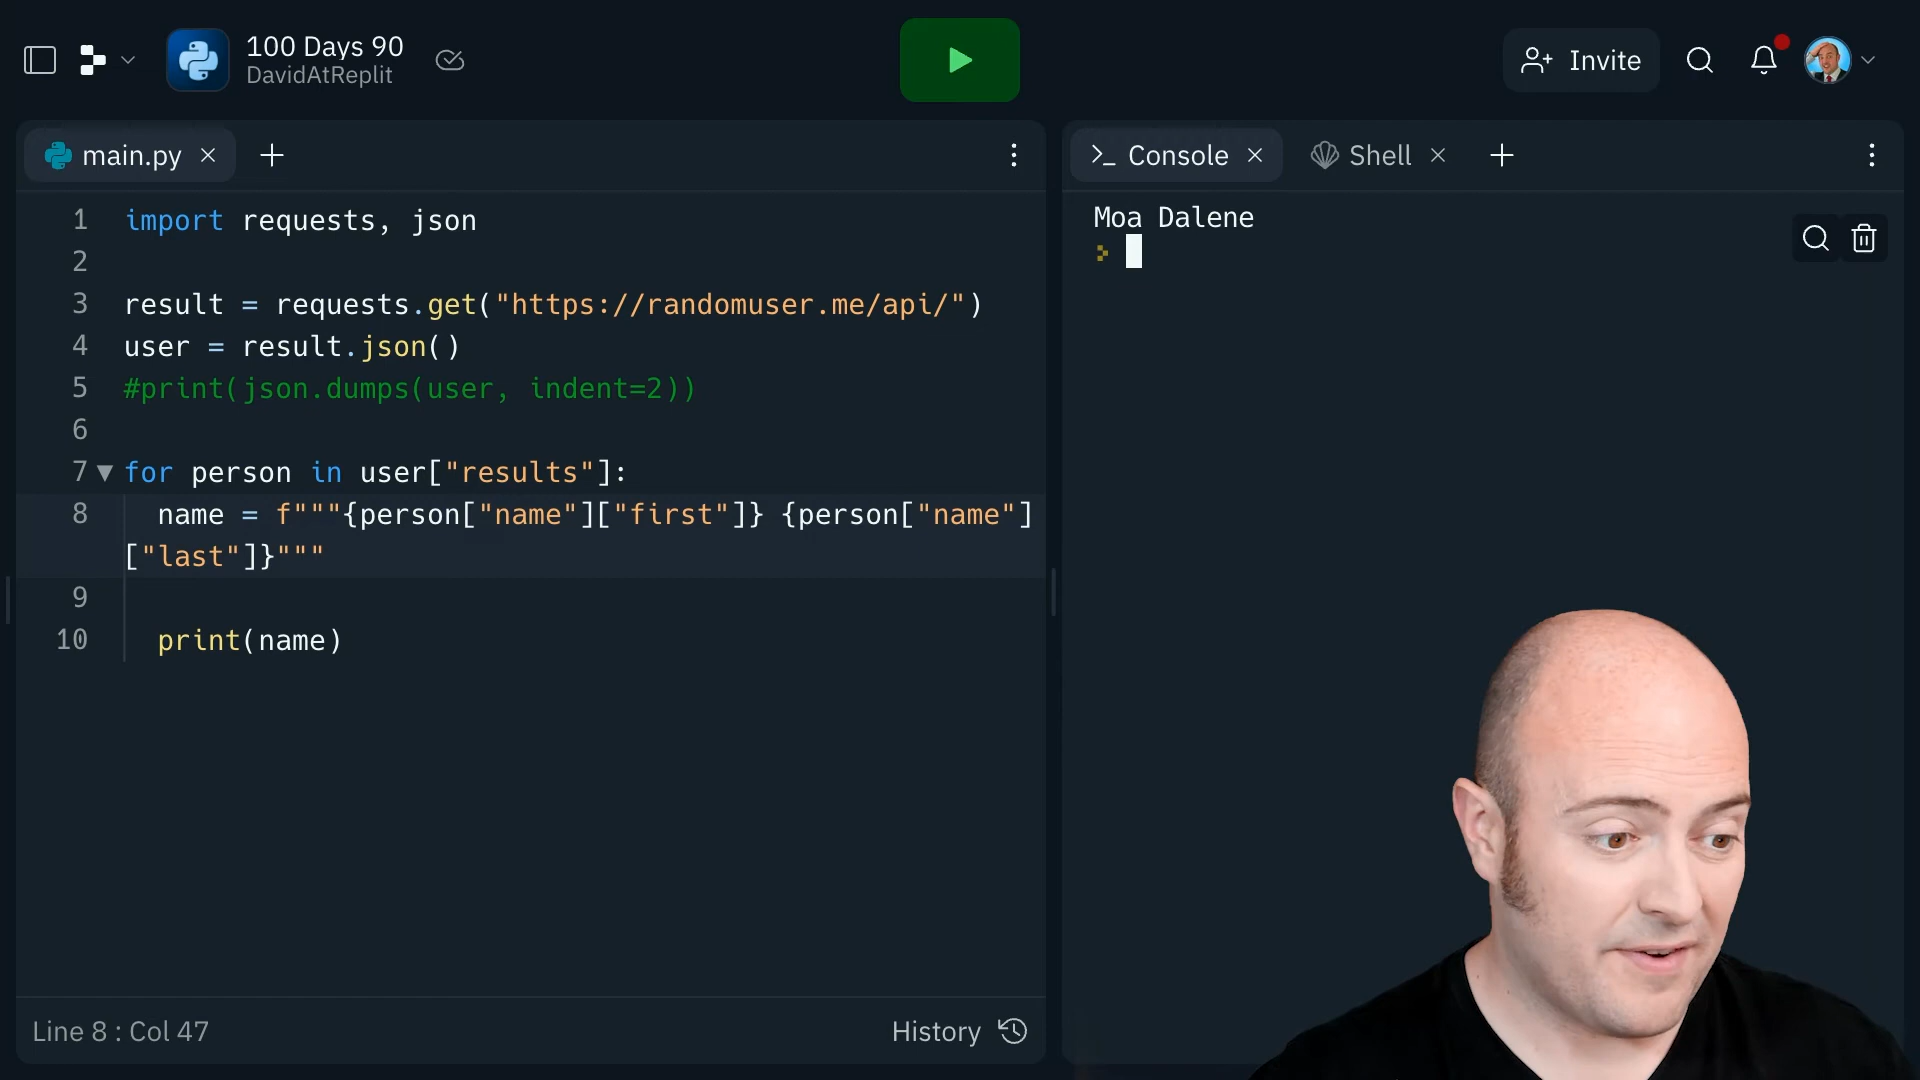 100 Days 90
DavidAtReplit
Invite
main.py
1 import requests, json
2
3 result = requests.get("https://randomuser.me/api/")
4 user = result.json()
5 #print(json.dumps(user, indent=2))
6
7 for person in user["results"]:
8 name = f"""{person["name"]["first"]} {person["name"]
["last"]}"""
9
10 print(name)
Line 8 : Col 47
History
Console
Shell
Moa Dalene